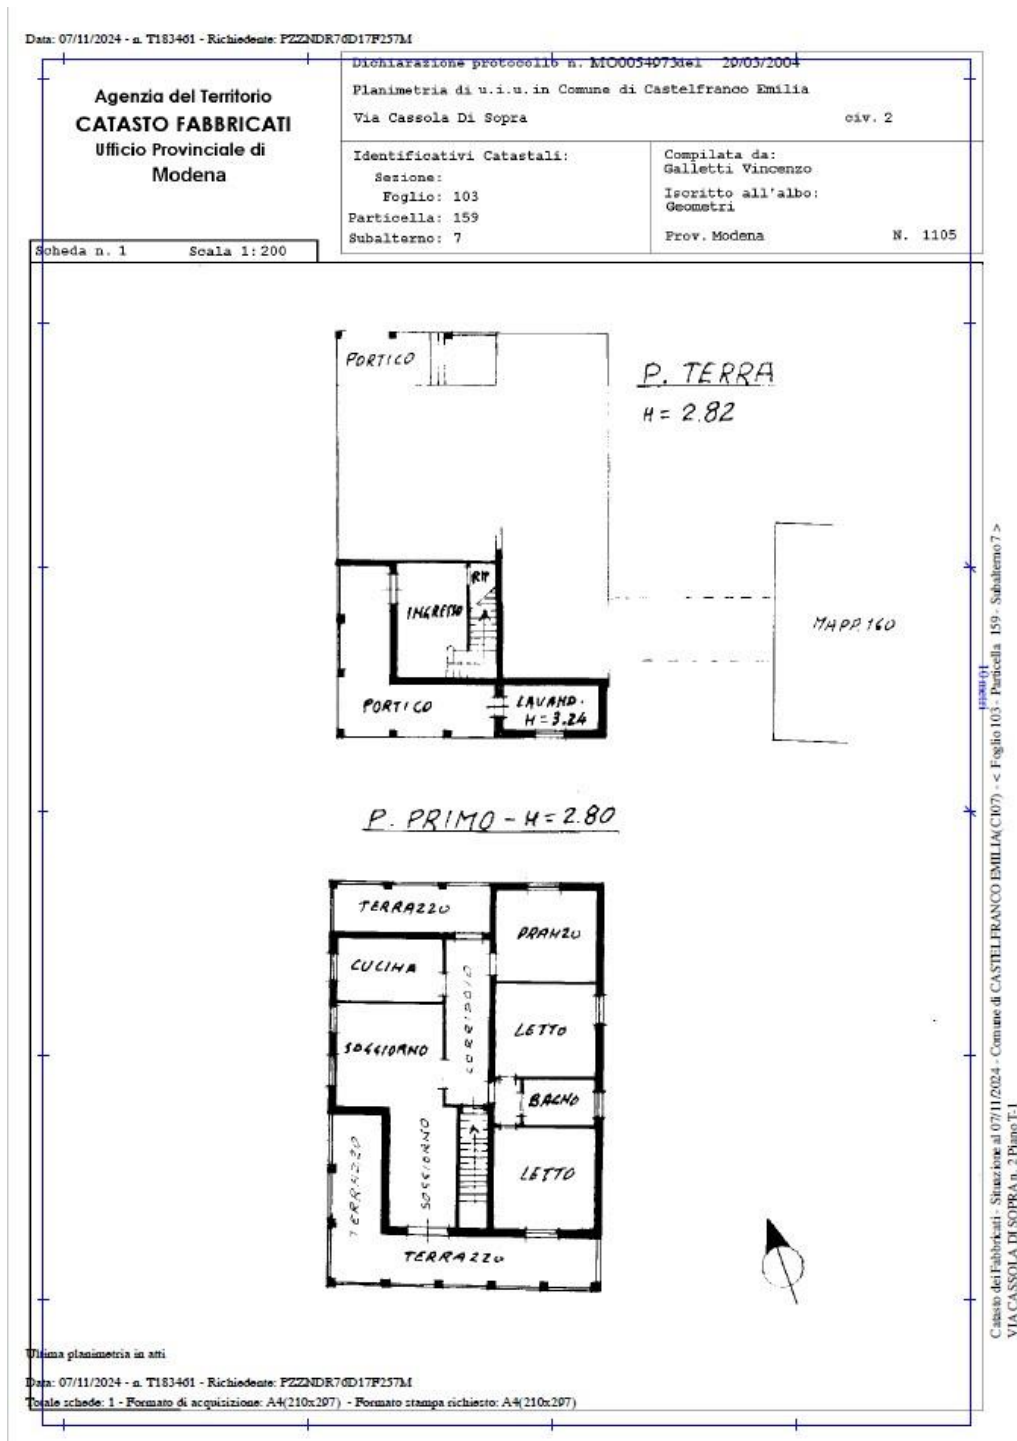 Data: 07/11/2024 - n. T183461 - Richiedente: PZZNDR76D17F257M
Agenzia del Territorio
CATASTO FABBRICATI
Ufficio Provinciale di
Modena
Dichiarazione protocollo n. MO0054973del 29/03/2004
Planimetria di u.i.u. in Comune di Castelfranco Emilia
Via Cassola Di Sopra civ. 2
Identificativi Catastali:
Sezione:
Foglio: 103
Particella: 159
Subalterno: 7
Compilata da:
Galletti Vincenzo
Iscritto all'albo:
Geometri
Prov. Modena N. 1105
Scheda n. 1 Scala 1:200
PORTICO
P. TERRA
H = 2.82
RIP
INGRESSO
MAPP. 160
PORTICO
LAVAND.
H = 3.24
P. PRIMO - H = 2.80
TERRAZZO
PRANZO
CUCINA
CORRIDOIO
LETTO
SOGGIORNO
BAGNO
SOGGIORNO
TERRAZZO
LETTO
TERRAZZO
10 metri
Catasto dei Fabbricati - Situazione al 07/11/2024 - Comune di CASTELFRANCO EMILIA(C107) - < Foglio 103 - Particella 159 - Subalterno 7 >
VIA CASSOLA DI SOPRA n. 2 Piano T-1
Ultima planimetria in atti
Data: 07/11/2024 - n. T183461 - Richiedente: PZZNDR76D17F257M
Totale schede: 1 - Formato di acquisizione: A4(210x297) - Formato stampa richiesto: A4(210x297)